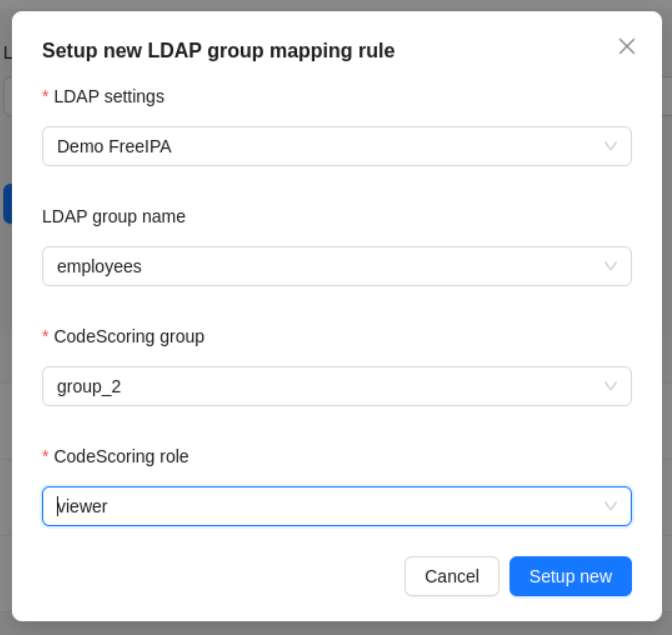 Setup new LDAP group mapping rule
* LDAP settings
Demo FreeIPA
LDAP group name
employees
* CodeScoring group
group_2
* CodeScoring role
viewer
Cancel
Setup new